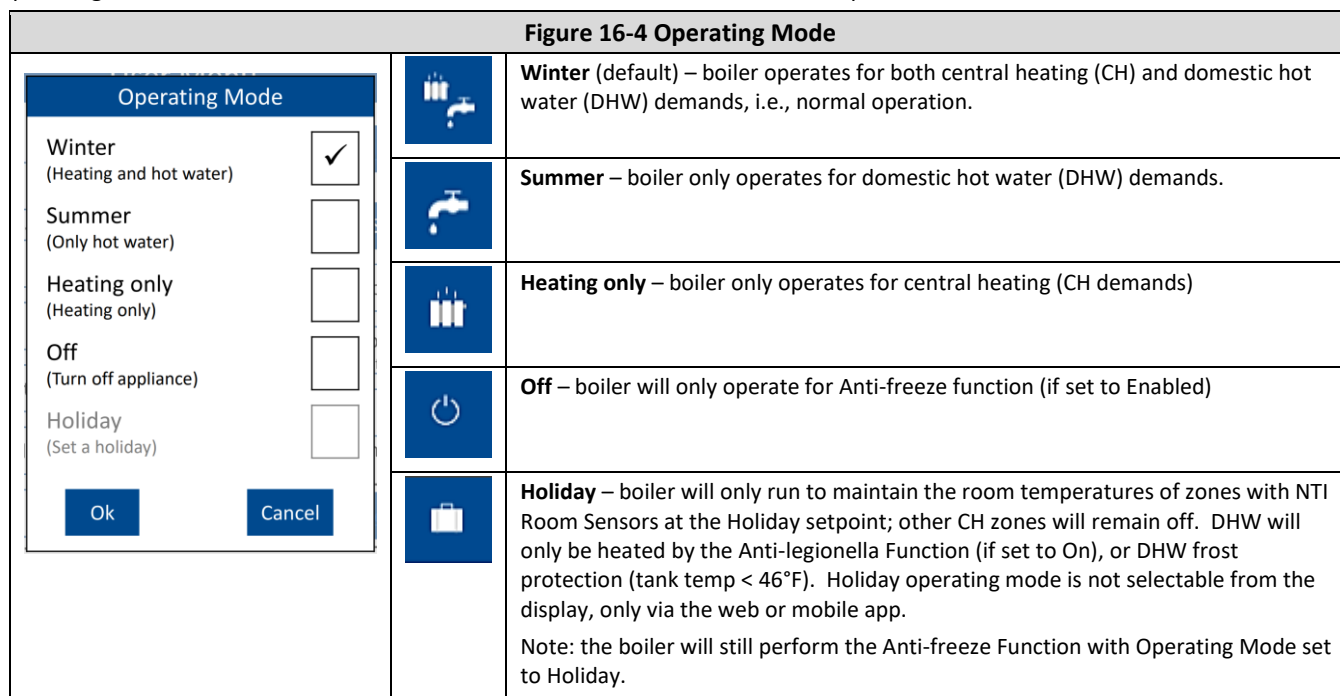 Figure 16-4 Operating Mode
Operating Mode
Winter
(Heating and hot water)
✓
Summer
(Only hot water)
Heating only
(Heating only)
Off
(Turn off appliance)
Holiday
(Set a holiday)
Ok
Cancel
Winter (default) – boiler operates for both central heating (CH) and domestic hot
water (DHW) demands, i.e., normal operation.
Summer – boiler only operates for domestic hot water (DHW) demands.
Heating only – boiler only operates for central heating (CH demands)
Off – boiler will only operate for Anti-freeze function (if set to Enabled)
Holiday – boiler will only run to maintain the room temperatures of zones with NTI
Room Sensors at the Holiday setpoint; other CH zones will remain off.  DHW will
only be heated by the Anti-legionella Function (if set to On), or DHW frost
protection (tank temp < 46°F).  Holiday operating mode is not selectable from the
display, only via the web or mobile app.
Note: the boiler will still perform the Anti-freeze Function with Operating Mode set
to Holiday.